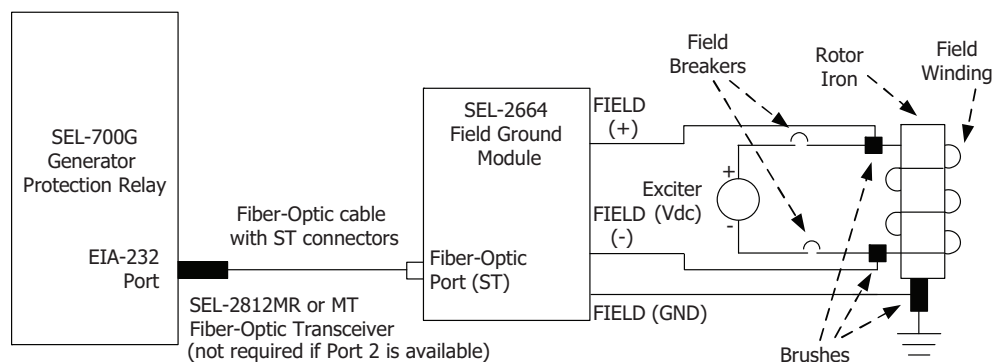 SEL-700G
Generator
Protection Relay
EIA-232
Port
Fiber-Optic cable
with ST connectors
SEL-2812MR or MT
Fiber-Optic Transceiver
(not required if Port 2 is available)
SEL-2664
Field Ground
Module
Fiber-Optic
Port (ST)
FIELD
(+)
FIELD
(-)
FIELD (GND)
Field
Breakers
+
Exciter
(Vdc)
-
Rotor
Iron
Field
Winding
Brushes